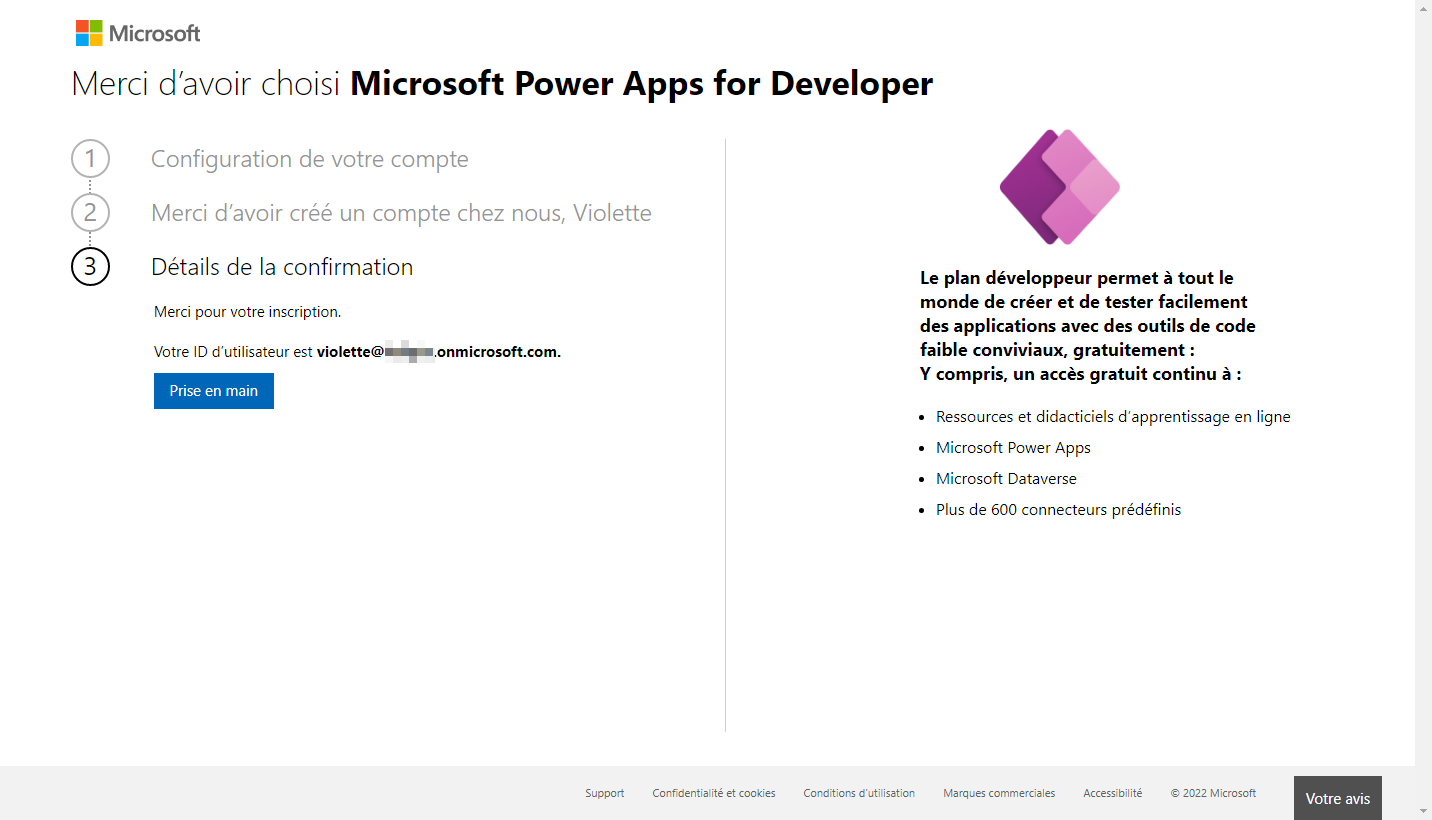 Microsoft
Merci d’avoir choisi Microsoft Power Apps for Developer
1 Configuration de votre compte
2 Merci d’avoir créé un compte chez nous, Violette
3 Détails de la confirmation
Merci pour votre inscription.
Votre ID d’utilisateur est violette@ .onmicrosoft.com.
Prise en main
Le plan développeur permet à tout le
monde de créer et de tester facilement
des applications avec des outils de code
faible conviviaux, gratuitement :
Y compris, un accès gratuit continu à :
• Ressources et didacticiels d’apprentissage en ligne
• Microsoft Power Apps
• Microsoft Dataverse
• Plus de 600 connecteurs prédéfinis
Support Confidentialité et cookies Conditions d’utilisation Marques commerciales Accessibilité © 2022 Microsoft Votre avis